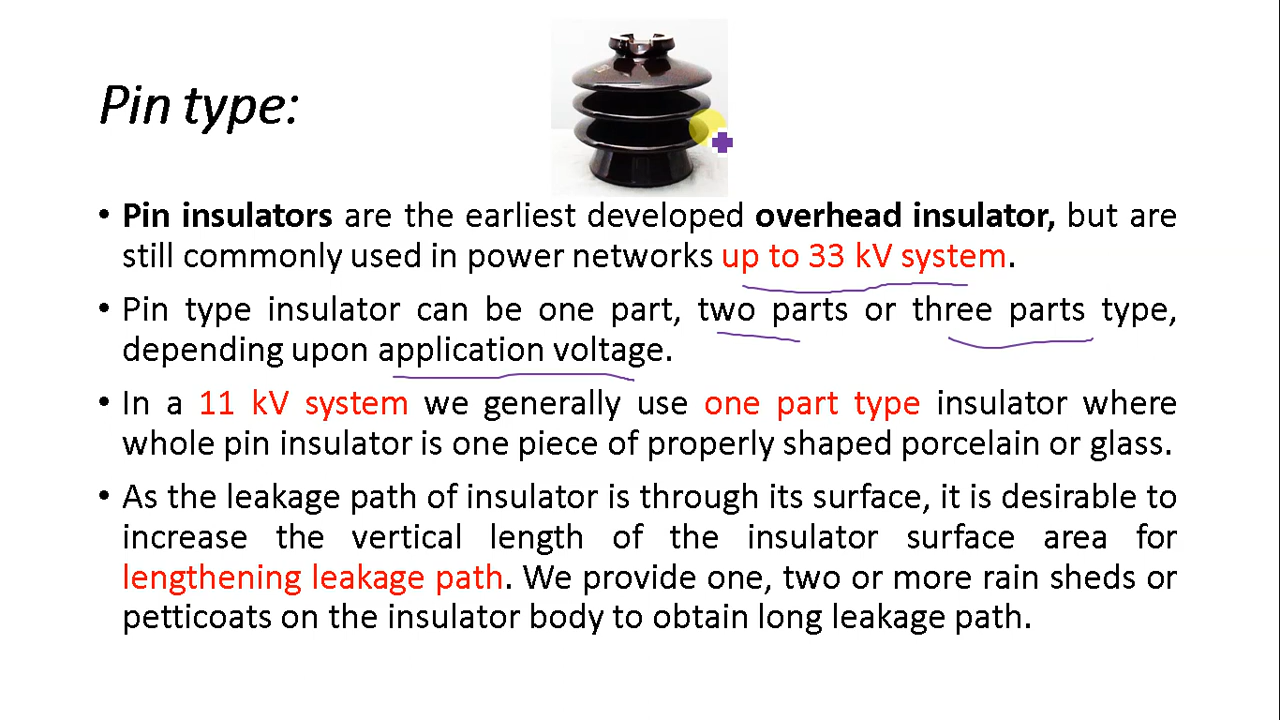 Pin type:
• Pin insulators are the earliest developed overhead insulator, but are
still commonly used in power networks up to 33 kV system.
• Pin type insulator can be one part, two parts or three parts type,
depending upon application voltage.
• In a 11 kV system we generally use one part type insulator where
whole pin insulator is one piece of properly shaped porcelain or glass.
• As the leakage path of insulator is through its surface, it is desirable to
increase the vertical length of the insulator surface area for
lengthening leakage path. We provide one, two or more rain sheds or
petticoats on the insulator body to obtain long leakage path.